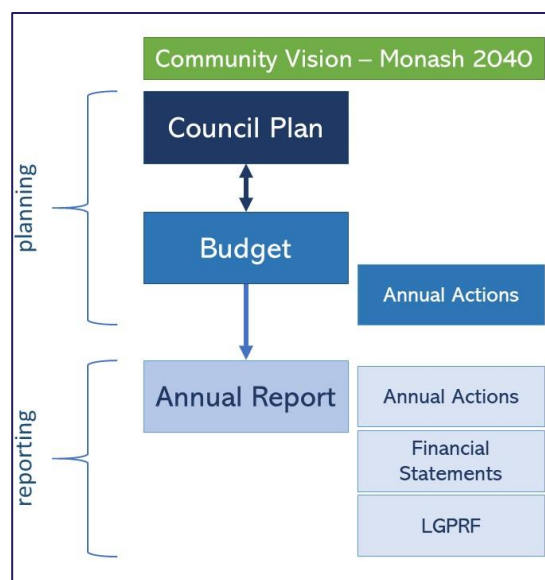 Community Vision – Monash 2040
planning
Council Plan
Budget
Annual Actions
reporting
Annual Report
Annual Actions
Financial
Statements
LGPRF